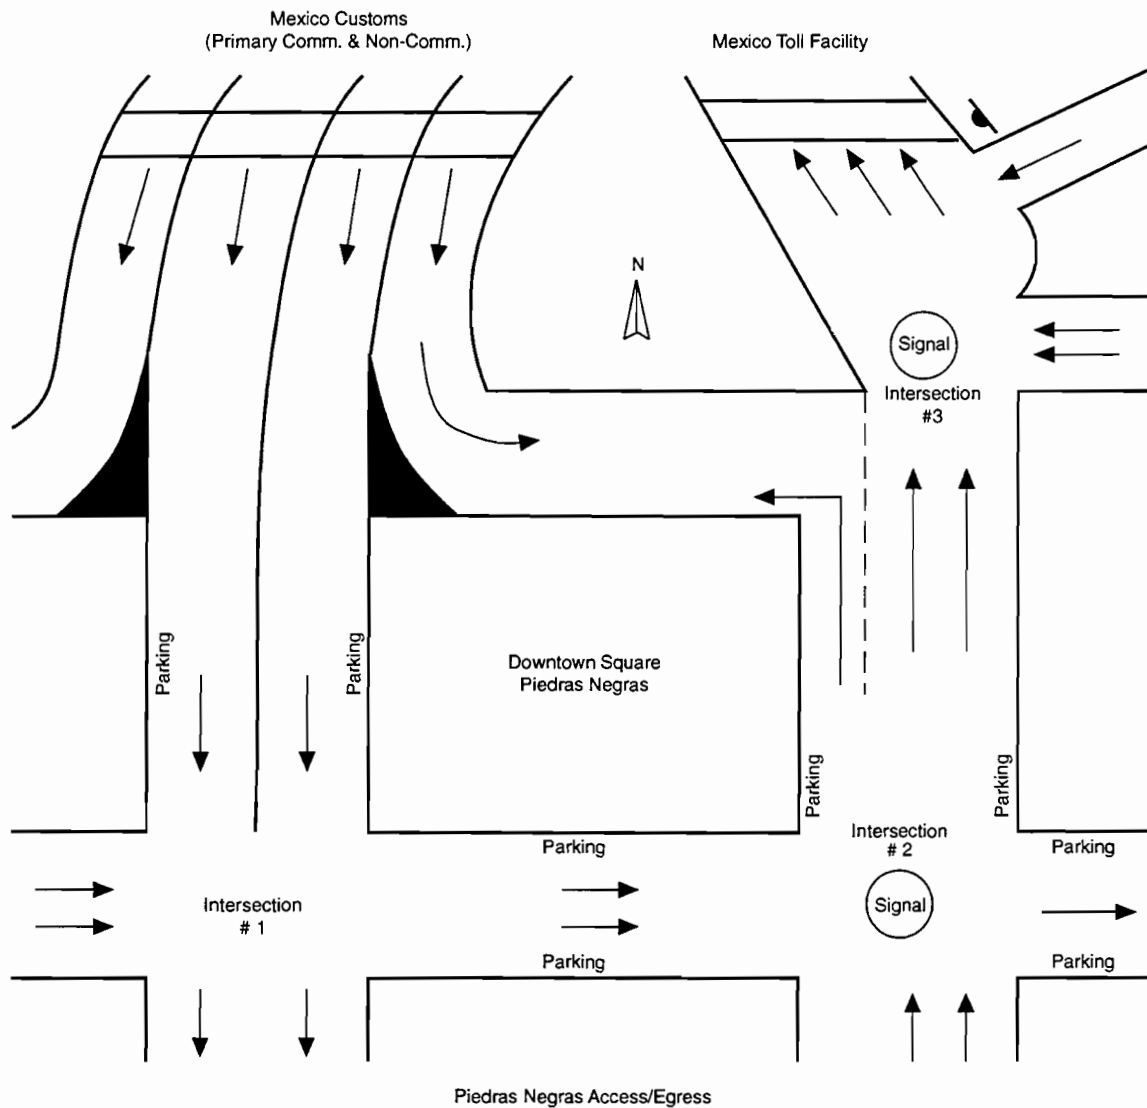 Mexico Customs
(Primary Comm. & Non-Comm.)
Mexico Toll Facility
N
Signal
Intersection
#3
Parking
Parking
Downtown Square
Piedras Negras
Parking
Parking
Intersection
# 2
Parking
Parking
Intersection
# 1
Signal
Parking
Parking
Piedras Negras Access/Egress